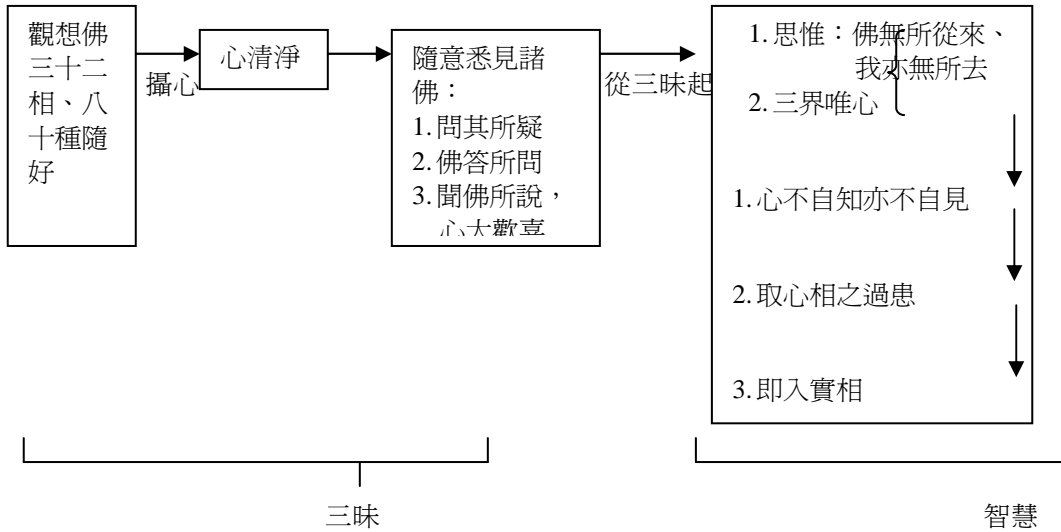 觀想佛
三十二
相、八
十種隨
好
攝心
心清淨
隨意悉見諸
佛：
1.問其所疑
2.佛答所問
3.聞佛所說，
心大歡喜
從三昧起
1.思惟：佛無所從來、
我亦無所去
2.三界唯心
1.心不自知亦不自見
2.取心相之過患
3.即入實相
三昧
智慧